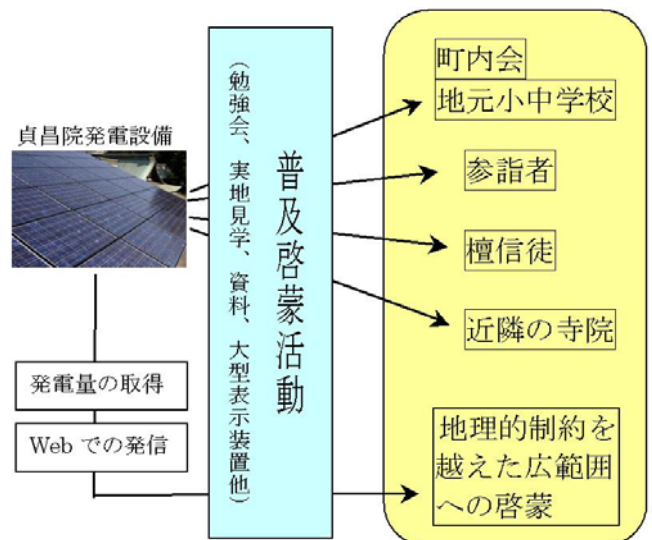 貞昌院発電設備
発電量の取得
Webでの発信
普及啓蒙活動
(勉強会、実地見学、資料、大型表示装置他)
町内会
地元小中学校
参詣者
檀信徒
近隣の寺院
地理的制約を
越えた広範囲
への啓蒙